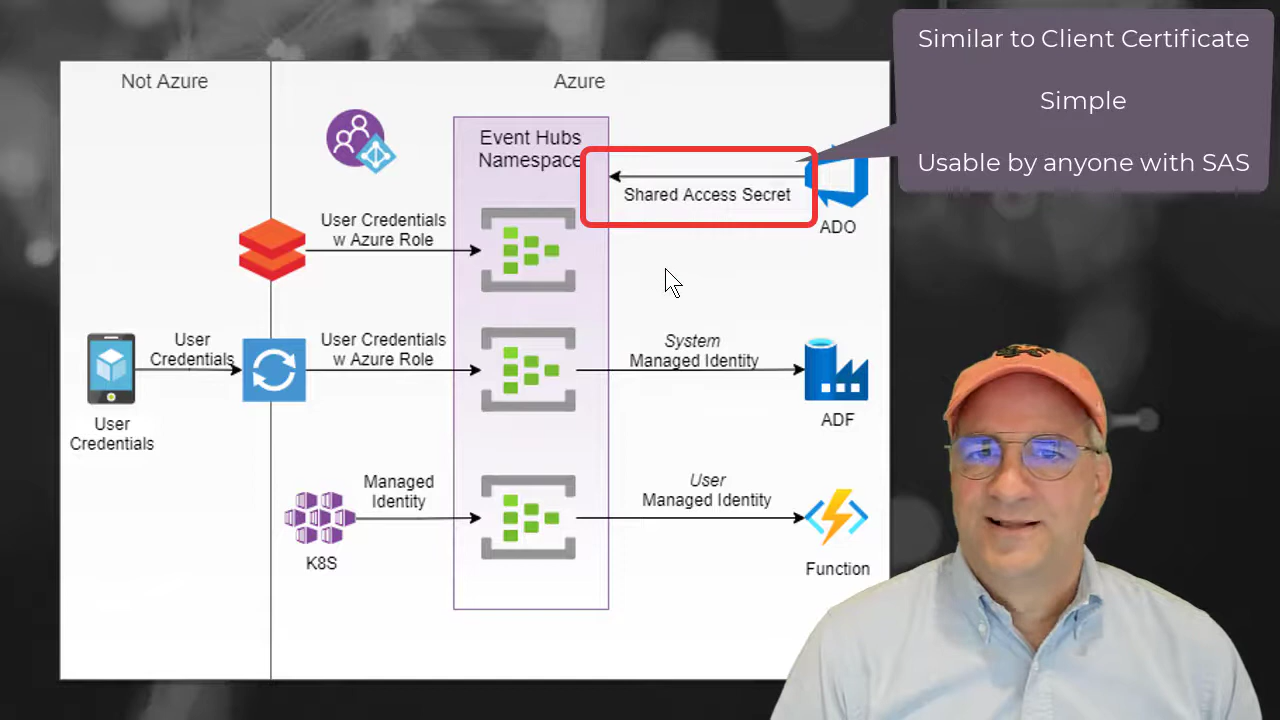 Similar to Client Certificate
Simple
Usable by anyone with SAS
Not Azure
Azure
Event Hubs
Namespace
Shared Access Secret
ADO
User Credentials
w Azure Role
User
Credentials
User Credentials
w Azure Role
System
Managed Identity
User
Credentials
ADF
Managed
Identity
User
Managed Identity
K8S
Function